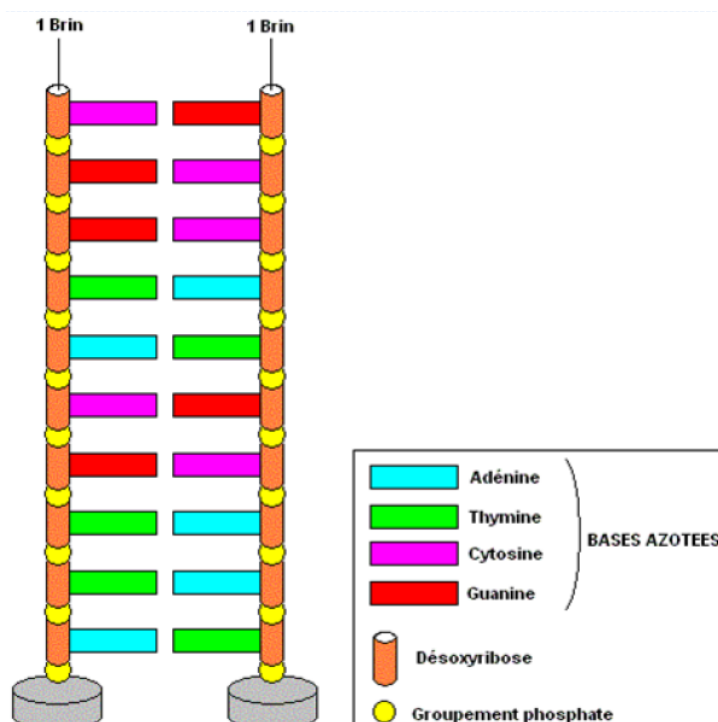 1 Brin
1 Brin
Adénine
Thymine
Cytosine
Guanine
BASES AZOTEES
Désoxyribose
Groupement phosphate